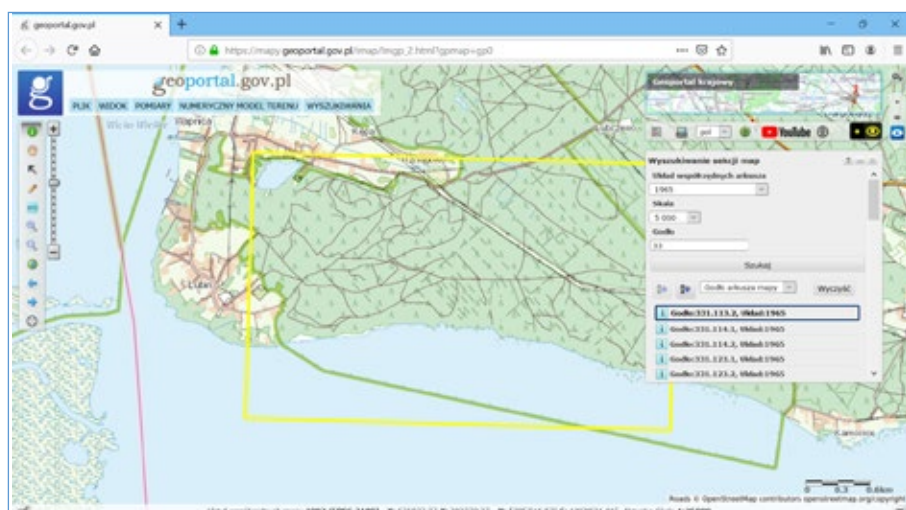 geoportal.gov.pl
https://mapy.geoportal.gov.pl/imap/Imgp_2.html?gpmap=gp0
geoportal.gov.pl
PLIK WIDOK POMIARY NUMERYCZNY MODEL TERENU WYSZUKIWANIA
Geoportal krajowy
pol YouTube
Wapnica
Wyszukiwanie sekcji map
Układ współrzędnych arkusza
1965
Skala
5 000
Godło
33
Szukaj
Godło arkusza mapy Wyczyść
Godło:331.113.2, Układ:1965
Godło:331.114.1, Układ:1965
Godło:331.114.2, Układ:1965
Godło:331.123.1, Układ:1965
Godło:331.123.2, Układ:1965
Lubin
0 0.3 0.6km
Roads © OpenStreetMap contributors openstreetmap.org/copyright